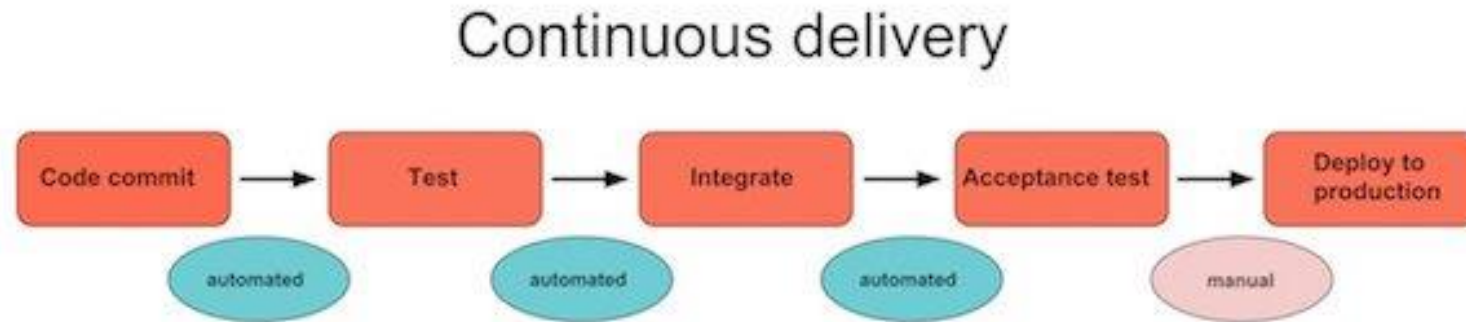 Continuous delivery
Code commit
Test
Integrate
Acceptance test
Deploy to
production
automated
automated
automated
manual